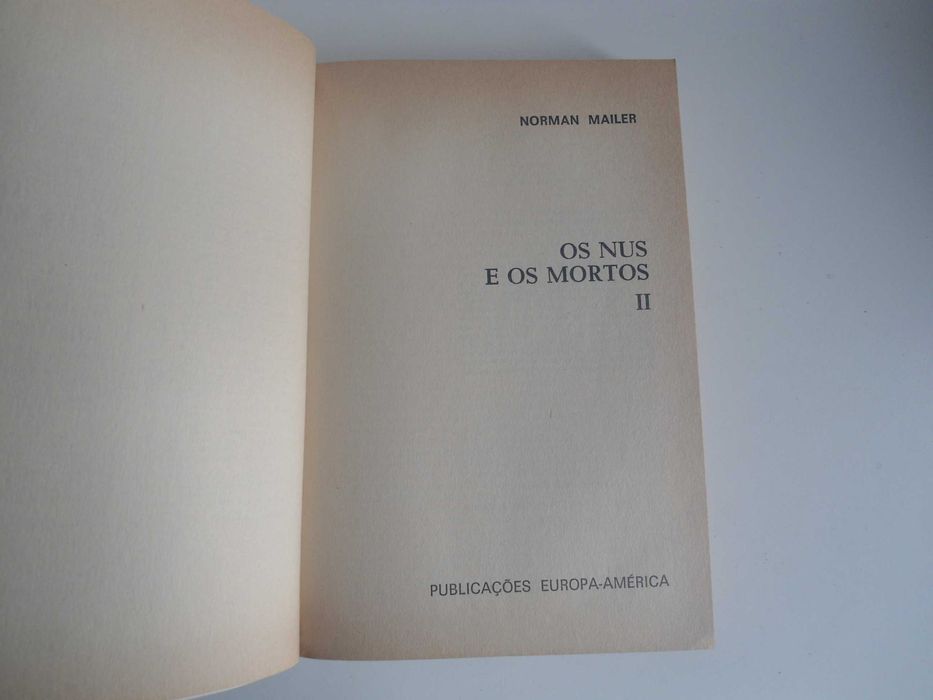 NORMAN MAILER
OS NUS
E OS MORTOS
II
PUBLICAÇÕES EUROPA-AMÉRICA